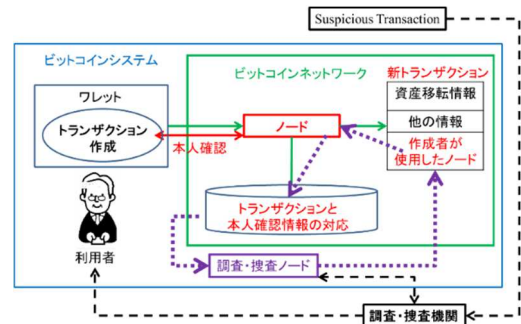 Suspicious Transaction
ビットコインシステム
ビットコインネットワーク
新トランザクション
ワレット
資産移転情報
トランザクション
作成
本人確認
ノード
他の情報
作成者が
使用したノード
トランザクションと
本人確認情報の対応
利用者
調査・捜査ノード
調査・捜査機関